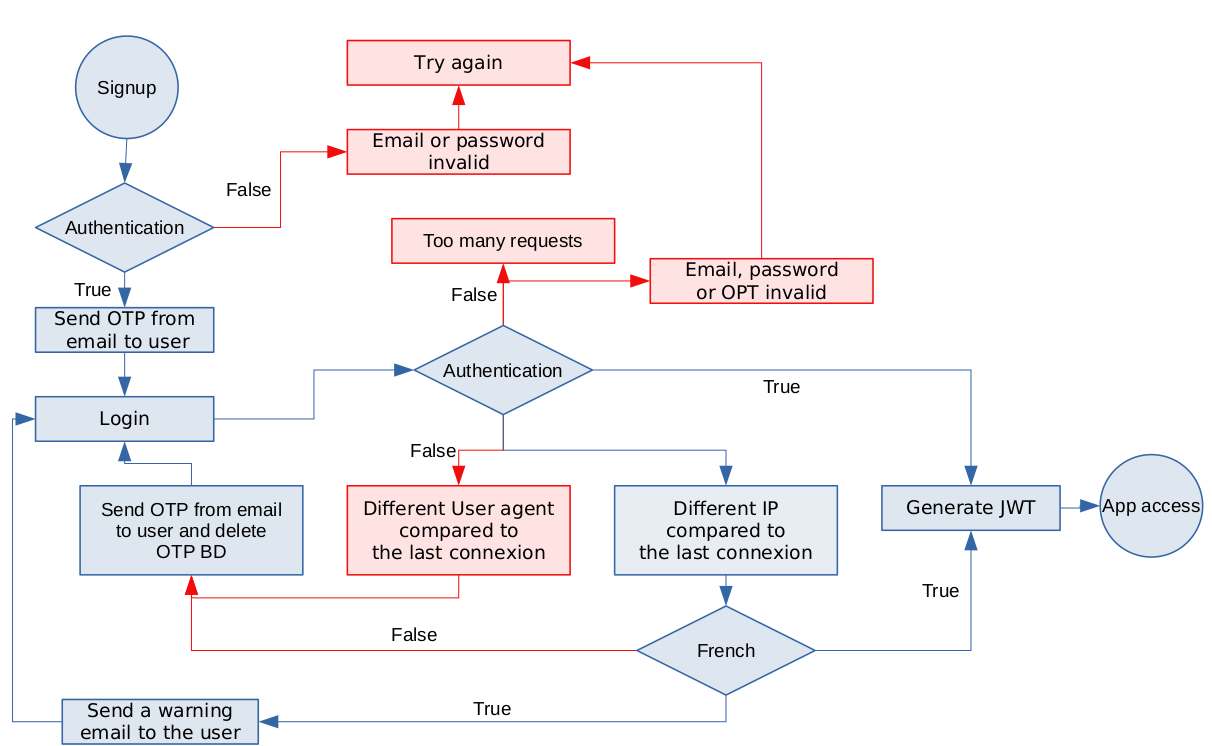 Signup
Try again
Email or password
invalid
False
Authentication
Too many requests
Email, password
or OPT invalid
True
False
Send OTP from
email to user
Authentication
True
Login
False
Send OTP from email
to user and delete
OTP BD
Different User agent
compared to
the last connexion
Different IP
compared to
the last connexion
Generate JWT
App access
True
False
French
True
Send a warning
email to the user